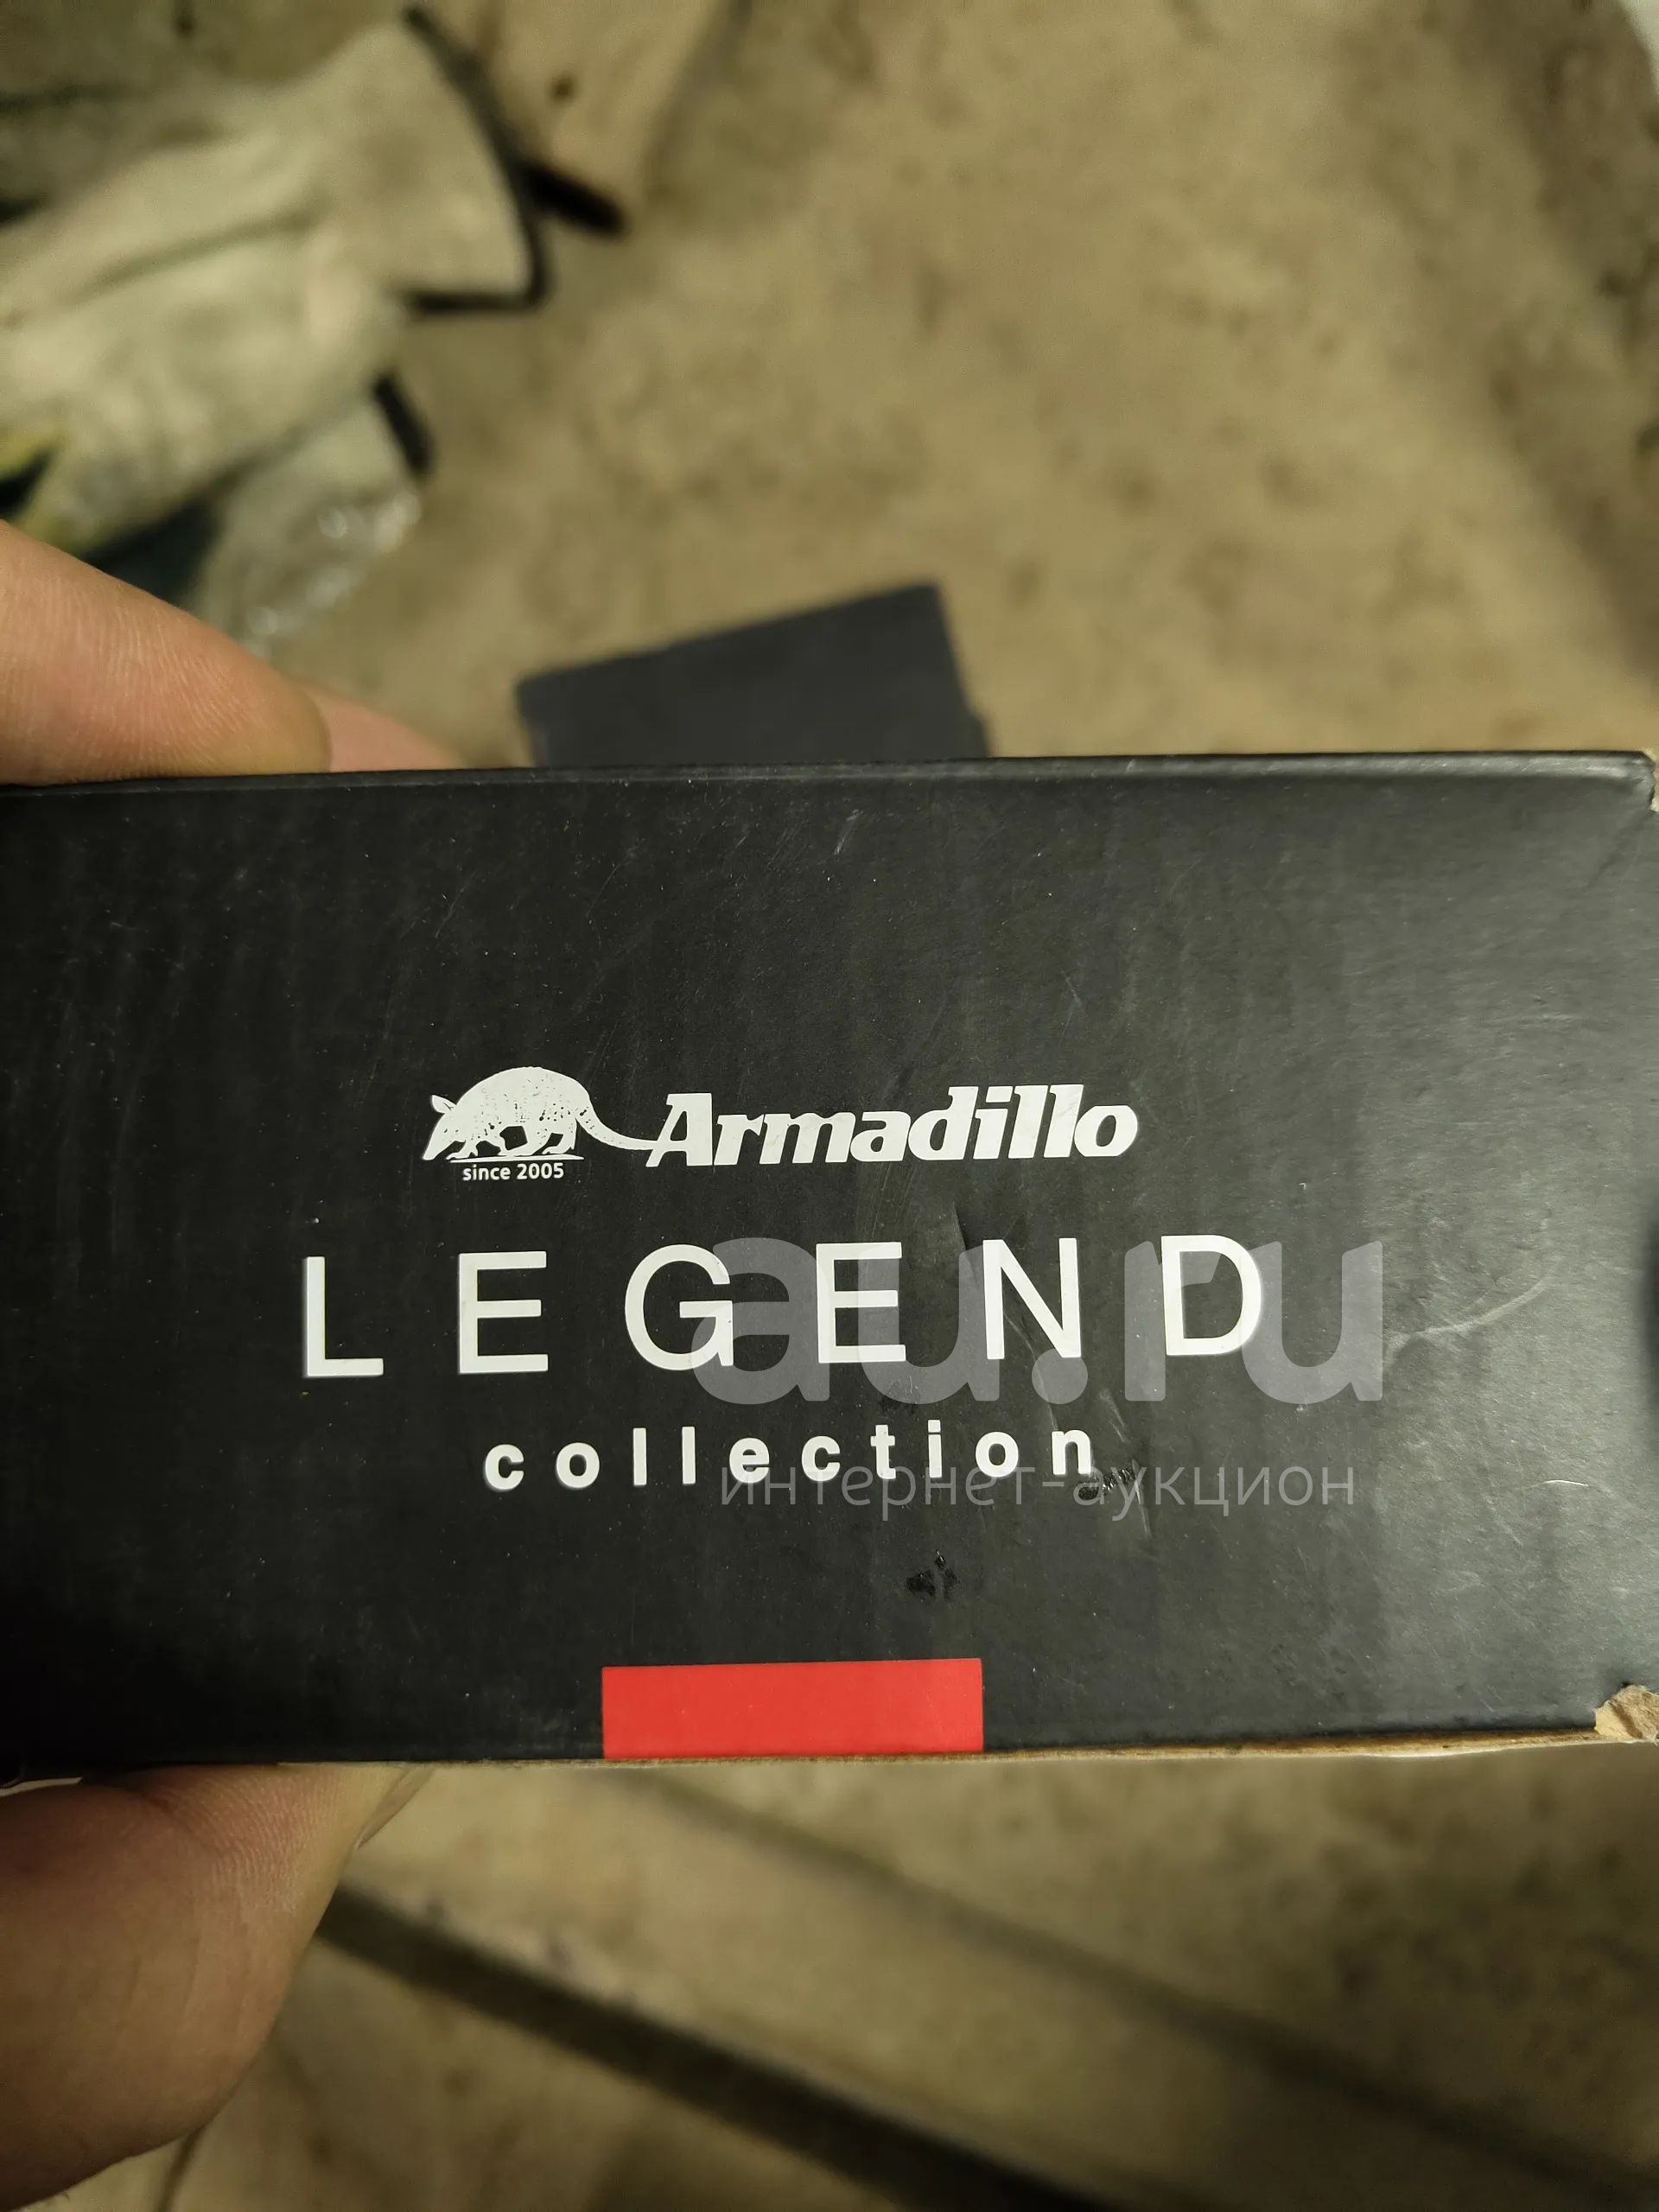 Armadillo
since 2005
LEGEND
collection
au.ru
интернет-аукцион